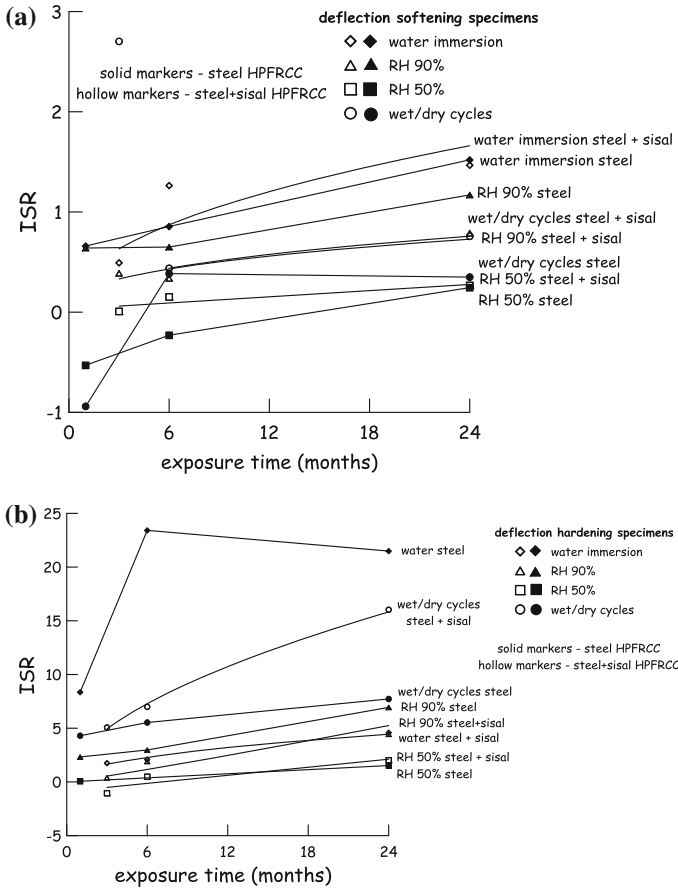 (a)
3
2
1
0
-1
ISR
deflection softening specimens
water immersion
RH 90%
RH 50%
wet/dry cycles
solid markers - steel HPFRCC
hollow markers - steel+sisal HPFRCC
water immersion steel + sisal
water immersion steel
RH 90% steel
wet/dry cycles steel + sisal
RH 90% steel + sisal
wet/dry cycles steel
RH 50% steel + sisal
RH 50% steel
0 6 12 18 24
exposure time (months)
(b)
25
20
15
10
5
0
-5
ISR
deflection hardening specimens
water immersion
RH 90%
RH 50%
wet/dry cycles
solid markers - steel HPFRCC
hollow markers - steel+sisal HPFRCC
water steel
wet/dry cycles
steel + sisal
wet/dry cycles steel
RH 90% steel
RH 90% steel+sisal
water steel + sisal
RH 50% steel + sisal
RH 50% steel
0 6 12 18 24
exposure time (months)